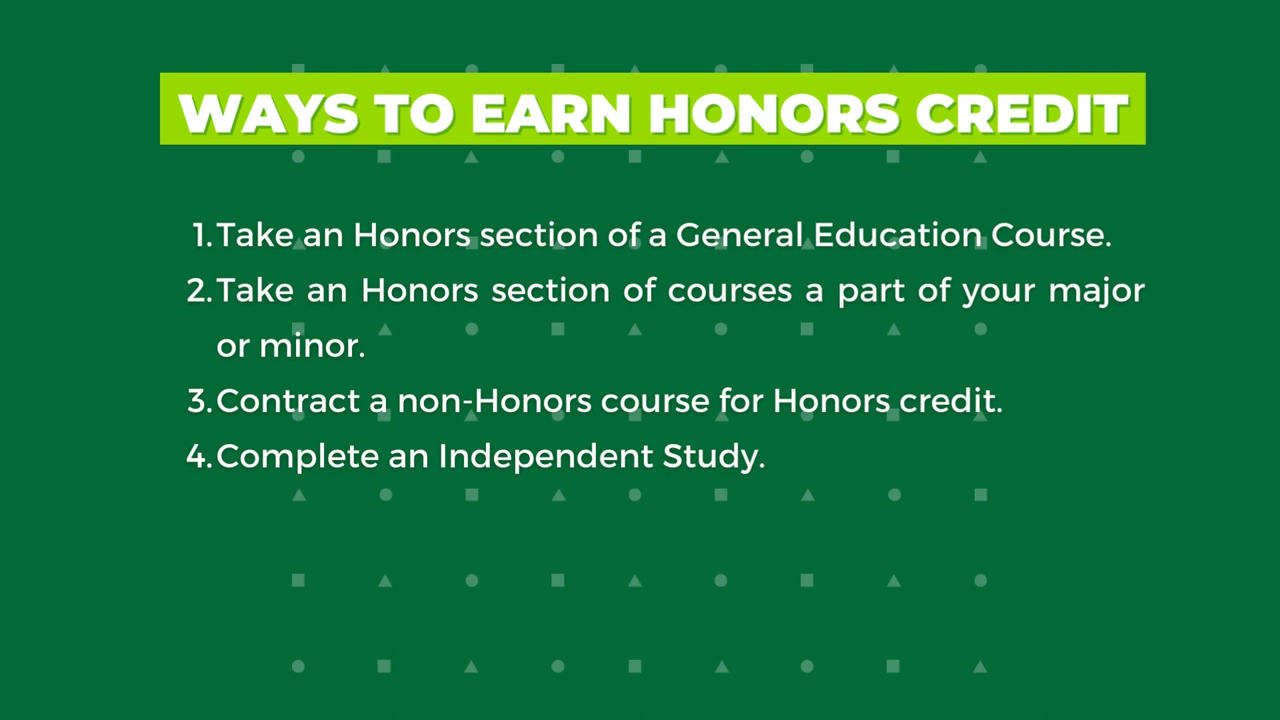 WAYS TO EARN HONORS CREDIT
1. Take an Honors section of a General Education Course.
2. Take an Honors section of courses a part of your major
or minor.
3. Contract a non-Honors course for Honors credit.
4. Complete an Independent Study.